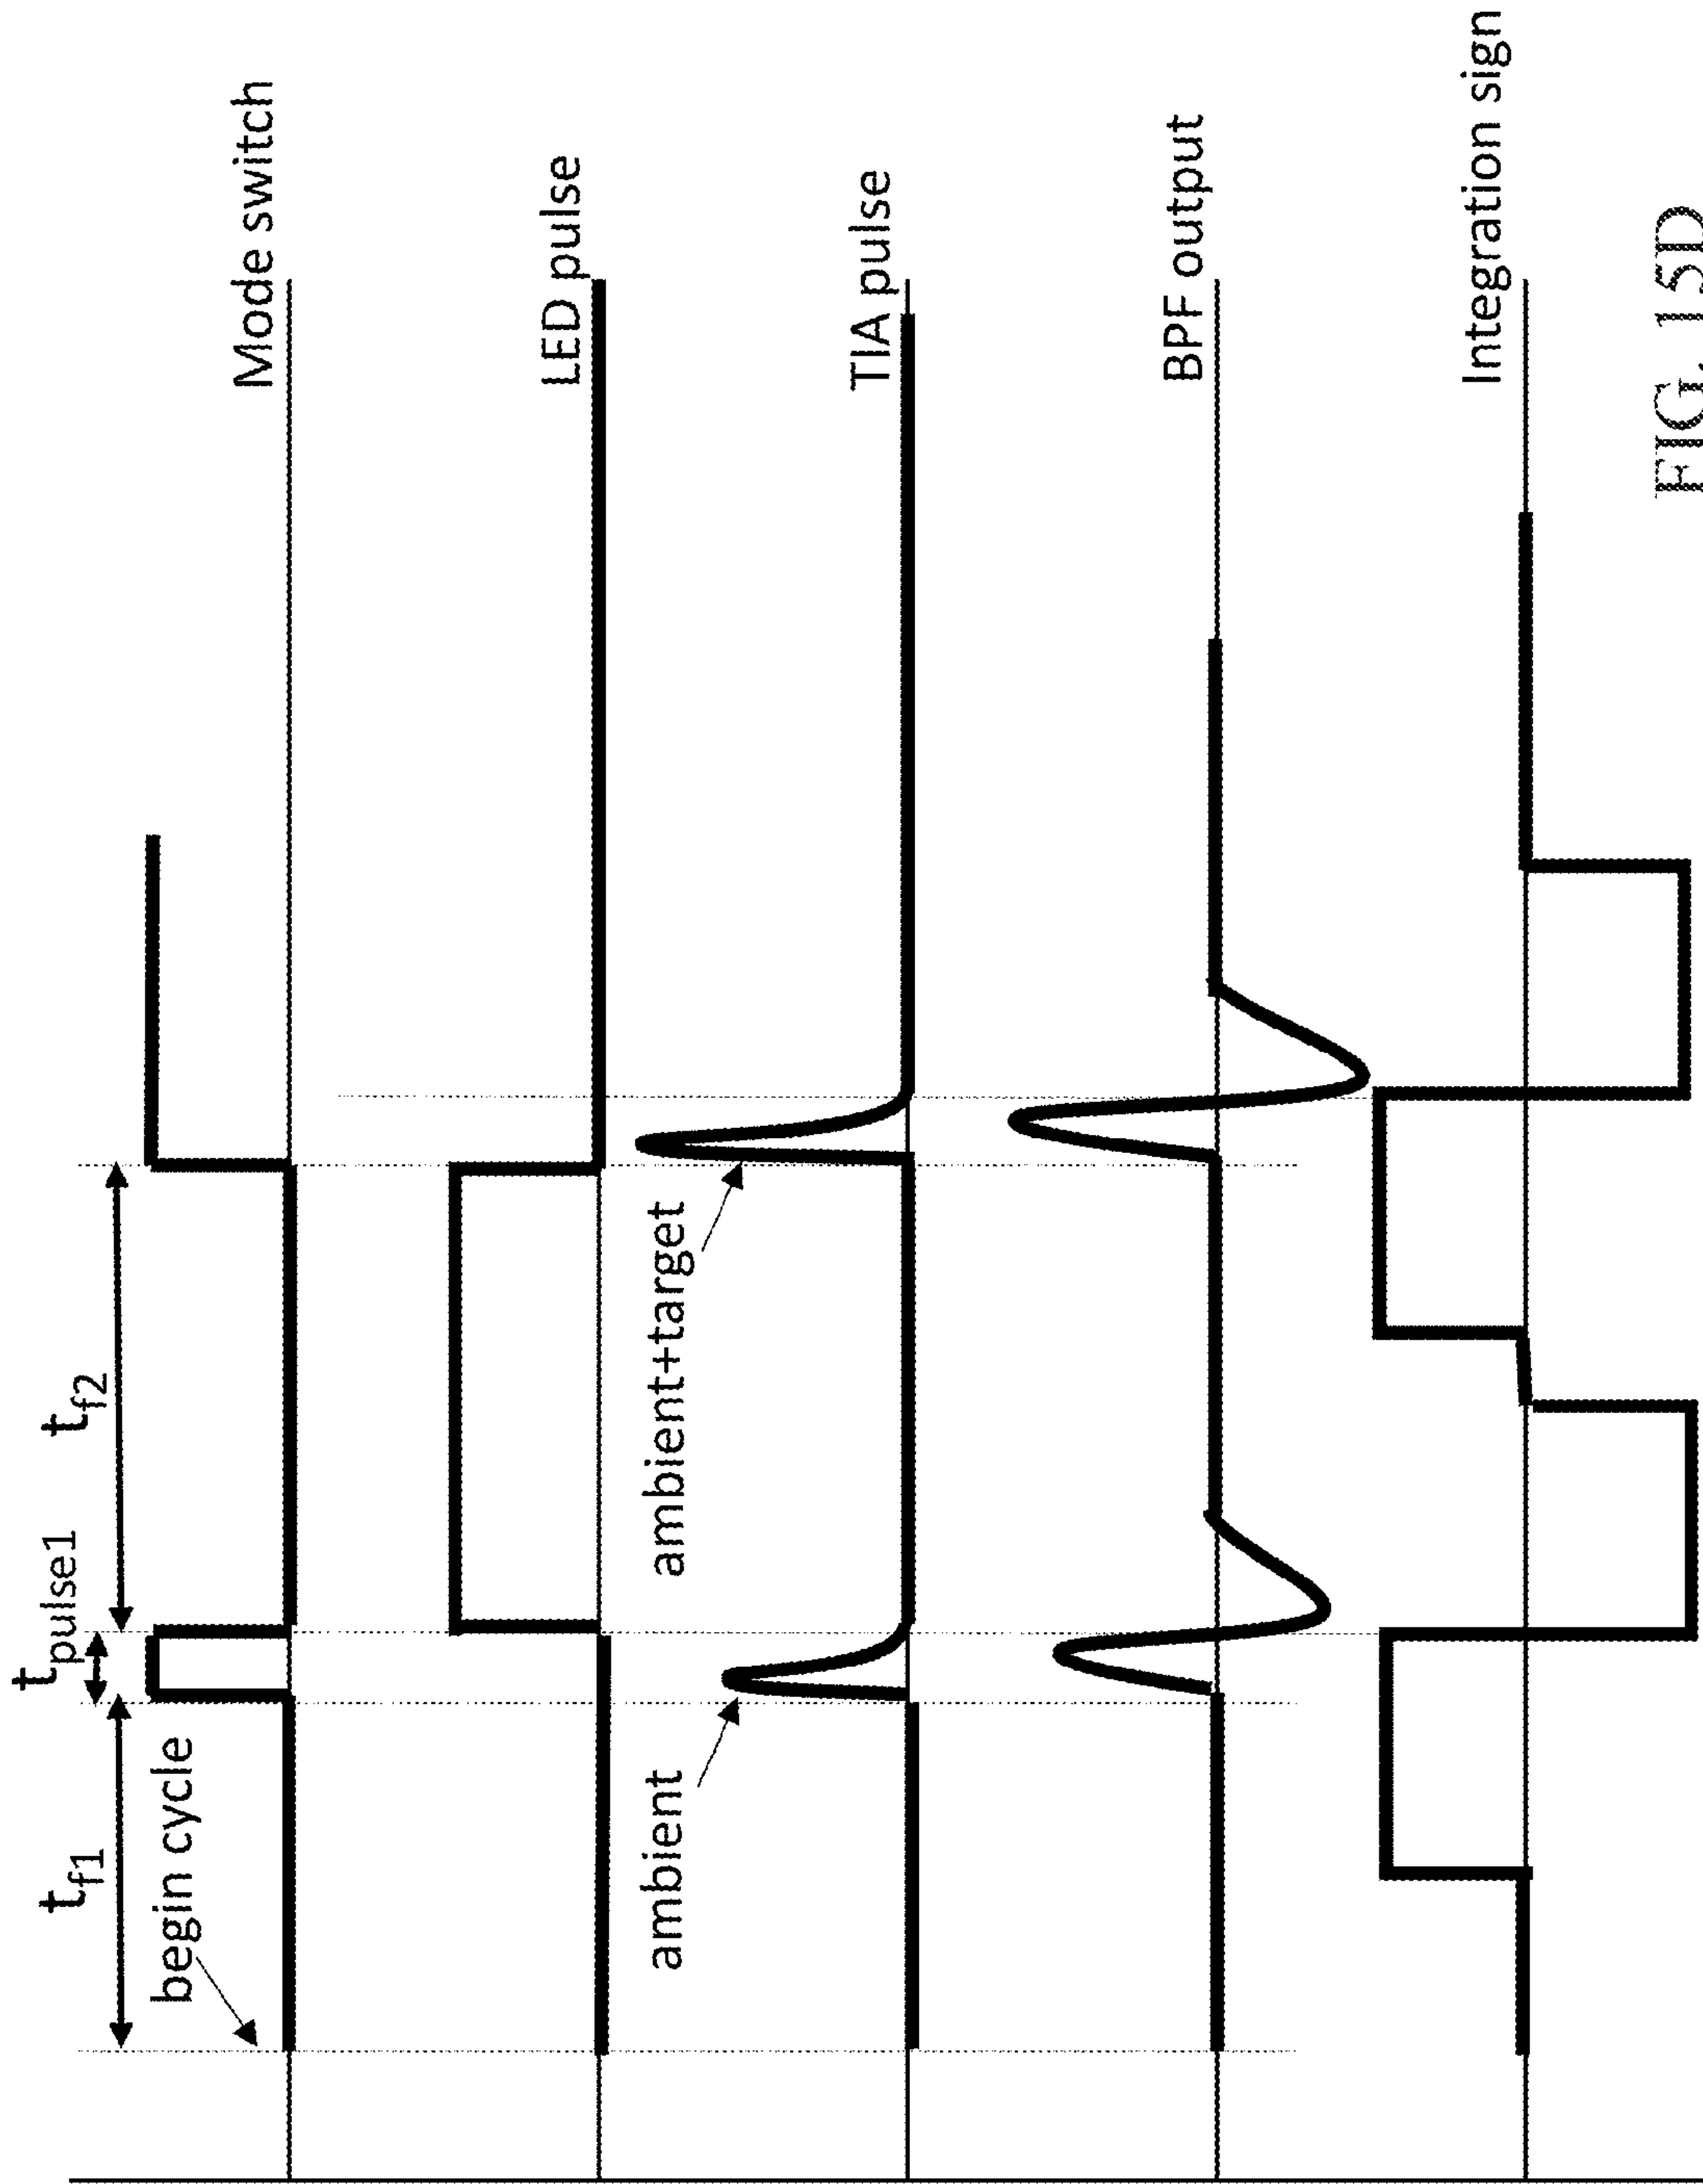 t_f1
t_pulse1
t_f2
begin cycle
Mode switch
LED pulse
ambient
ambient+target
TIA pulse
BPF output
Integration sign
FIG. 15D